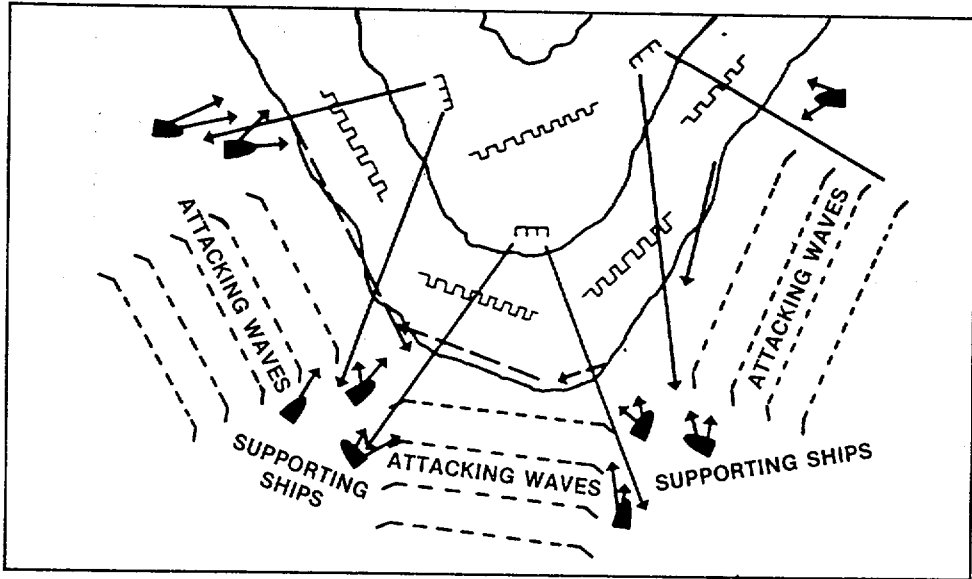 ATTACKING WAVES
ATTACKING WAVES
SUPPORTING
SHIPS
ATTACKING WAVES
SUPPORTING SHIPS